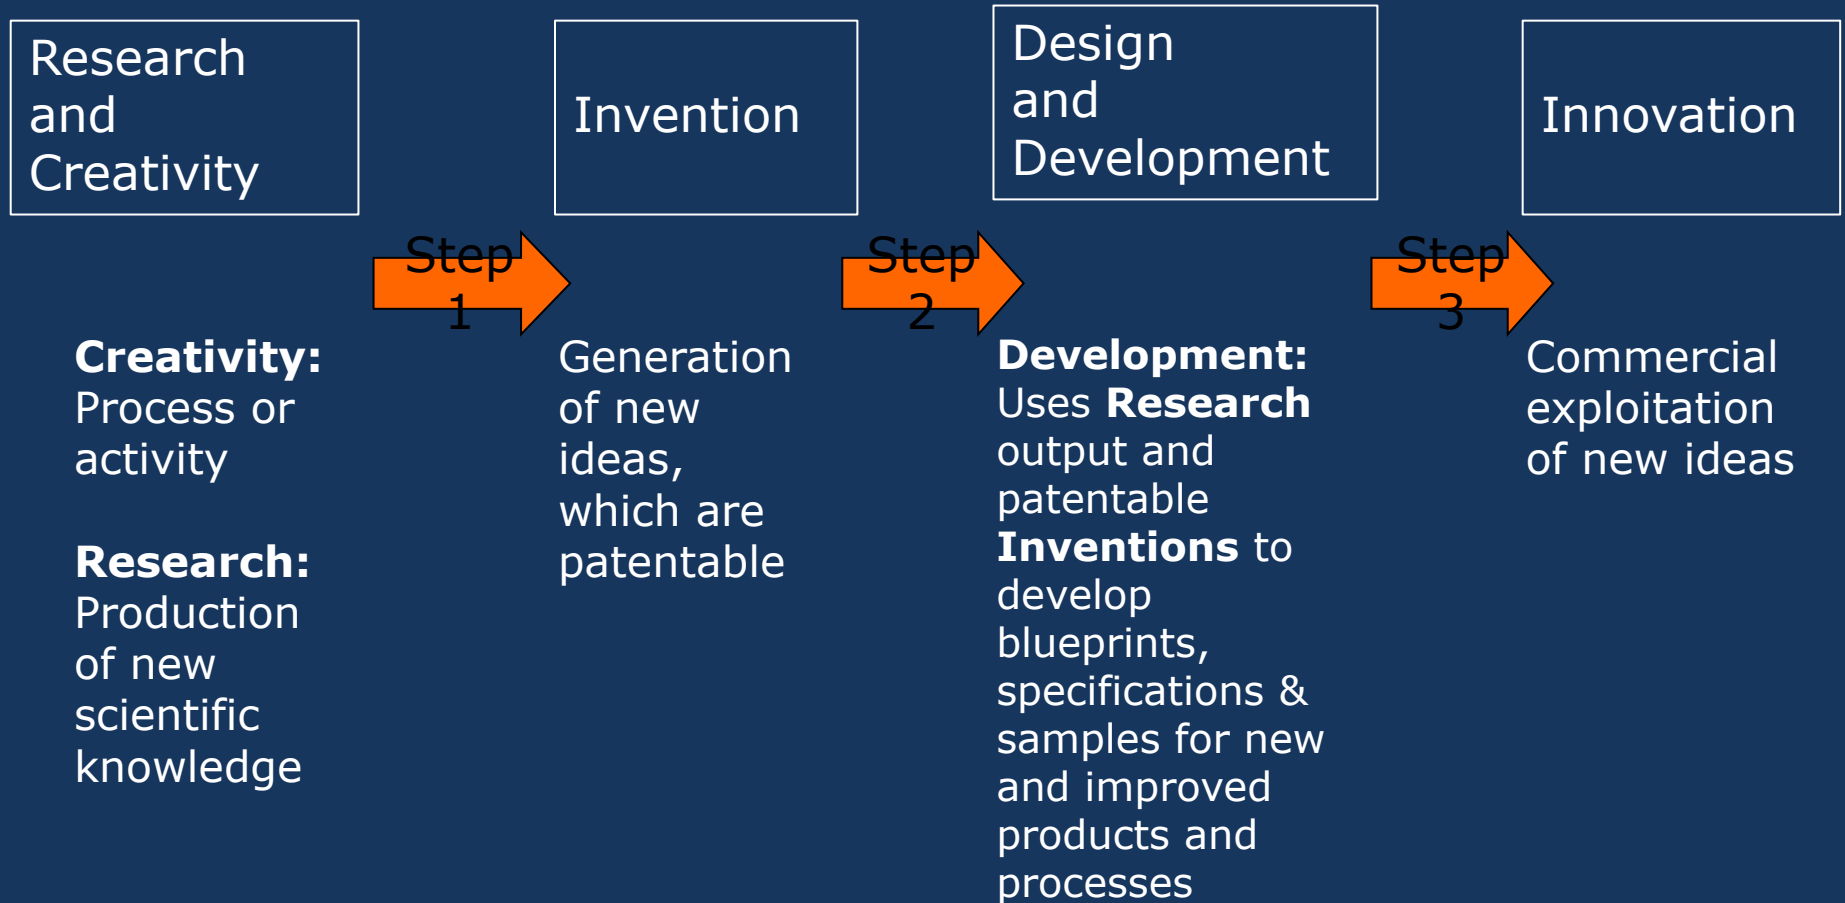 Research
and
Creativity
Invention
Design
and
Development
Innovation
Step
1
Step
2
Step
3
Creativity:
Process or
activity
Research:
Production
of new
scientific
knowledge
Generation
of new
ideas,
which are
patentable
Development:
Uses Research
output and
patentable
Inventions to
develop
blueprints,
specifications &
samples for new
and improved
products and
processes
Commercial
exploitation
of new ideas